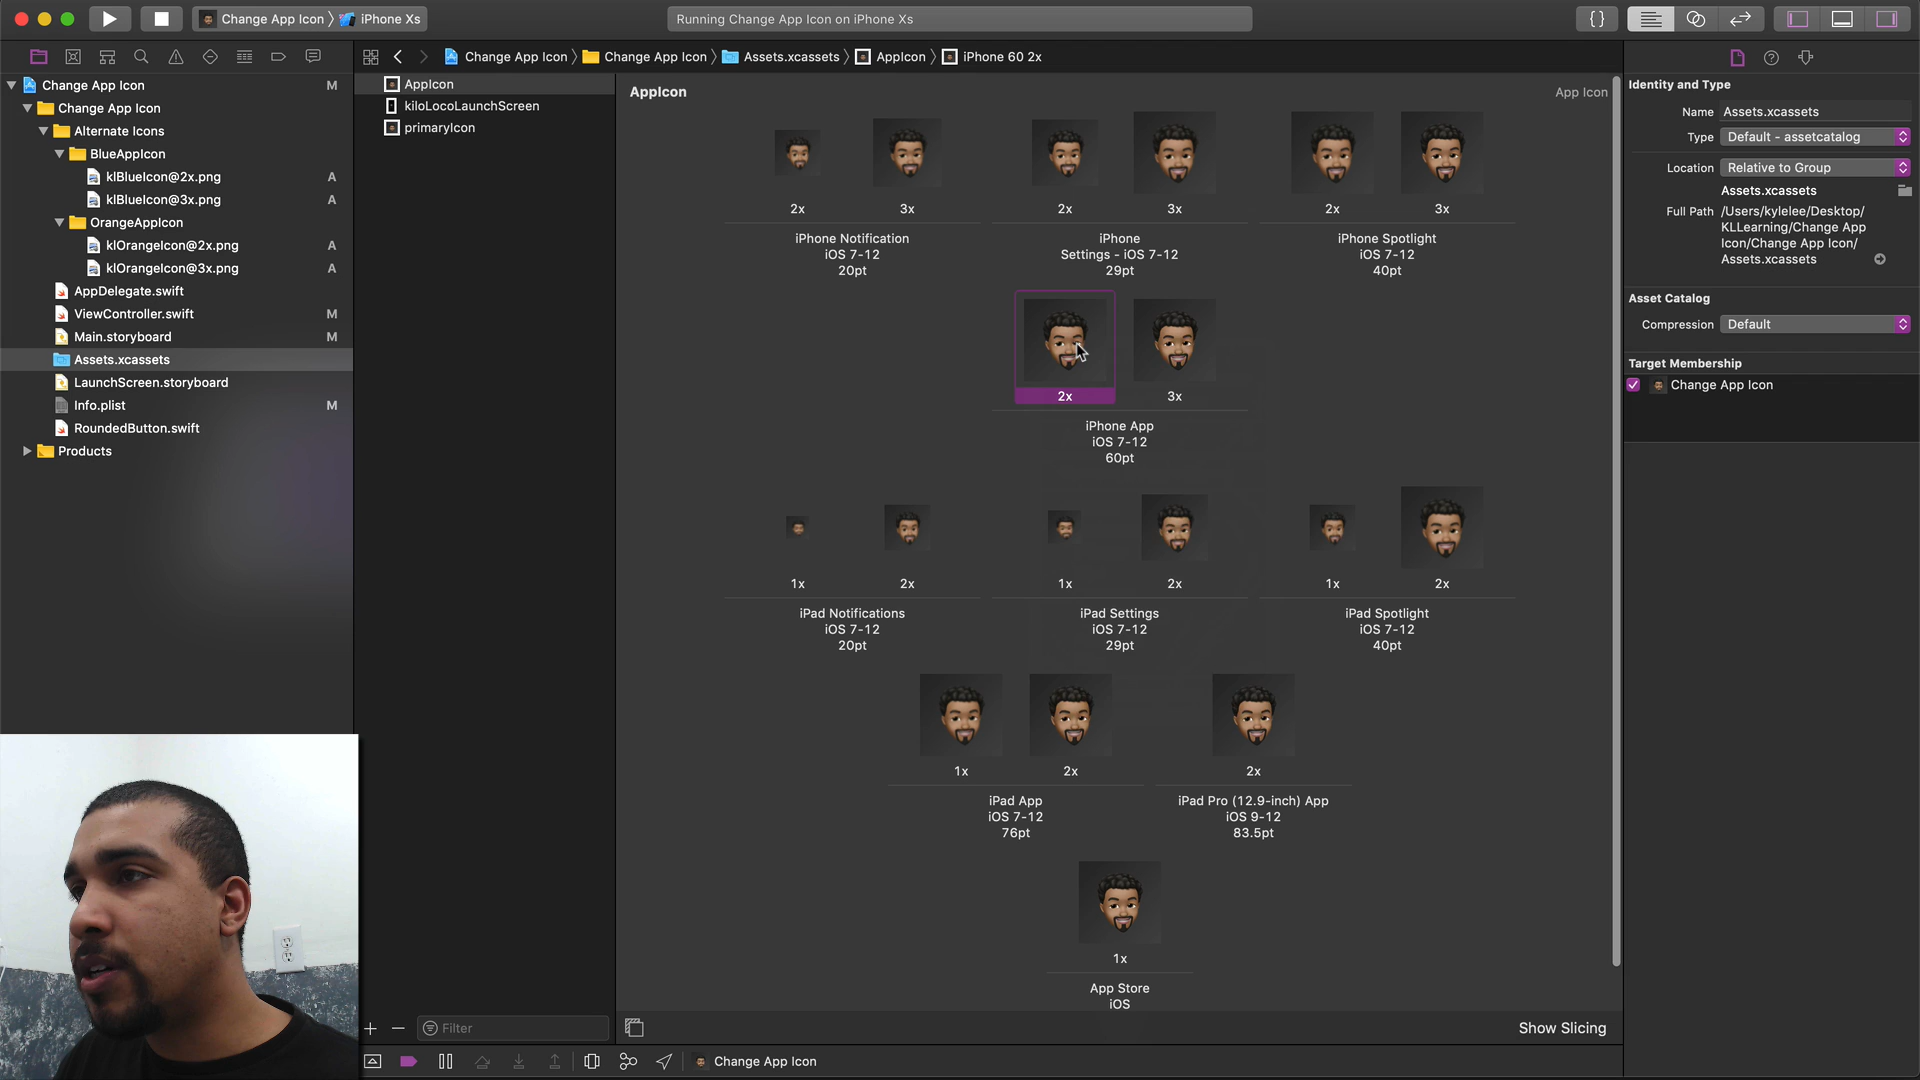 Change App Icon 〉 iPhone Xs
Running Change App Icon on iPhone Xs
{}
Change App Icon 〉 Change App Icon 〉 Assets.xcassets 〉 AppIcon 〉 iPhone 60 2x
Change App Icon M
Change App Icon
Alternate Icons
BlueAppIcon
klBlueIcon@2x.png A
klBlueIcon@3x.png A
OrangeAppIcon
klOrangeIcon@2x.png A
klOrangeIcon@3x.png A
AppDelegate.swift
ViewController.swift M
Main.storyboard M
Assets.xcassets
LaunchScreen.storyboard
Info.plist M
RoundedButton.swift
Products
AppIcon
kiloLocoLaunchScreen
primaryIcon
Filter
AppIcon App Icon
2x 3x 2x 3x 2x 3x
iPhone Notification
iOS 7-12
20pt
iPhone
Settings - iOS 7-12
29pt
iPhone Spotlight
iOS 7-12
40pt
2x 3x
iPhone App
iOS 7-12
60pt
1x 2x 1x 2x 1x 2x
iPad Notifications
iOS 7-12
20pt
iPad Settings
iOS 7-12
29pt
iPad Spotlight
iOS 7-12
40pt
1x 2x 2x
iPad App
iOS 7-12
76pt
iPad Pro (12.9-inch) App
iOS 9-12
83.5pt
1x
App Store
iOS
Show Slicing
Change App Icon
Identity and Type
Name Assets.xcassets
Type Default - assetcatalog
Location Relative to Group
Assets.xcassets
Full Path /Users/kylelee/Desktop/
KLLearning/Change App
Icon/Change App Icon/
Assets.xcassets
Asset Catalog
Compression Default
Target Membership
Change App Icon